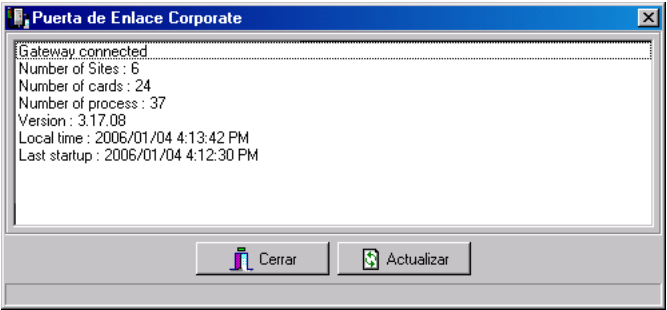 Puerta de Enlace Corporate
Gateway connected
Number of Sites : 6
Number of cards : 24
Number of process : 37
Version : 3.17.08
Local time : 2006/01/04 4:13:42 PM
Last startup : 2006/01/04 4:12:30 PM
Cerrar
Actualizar